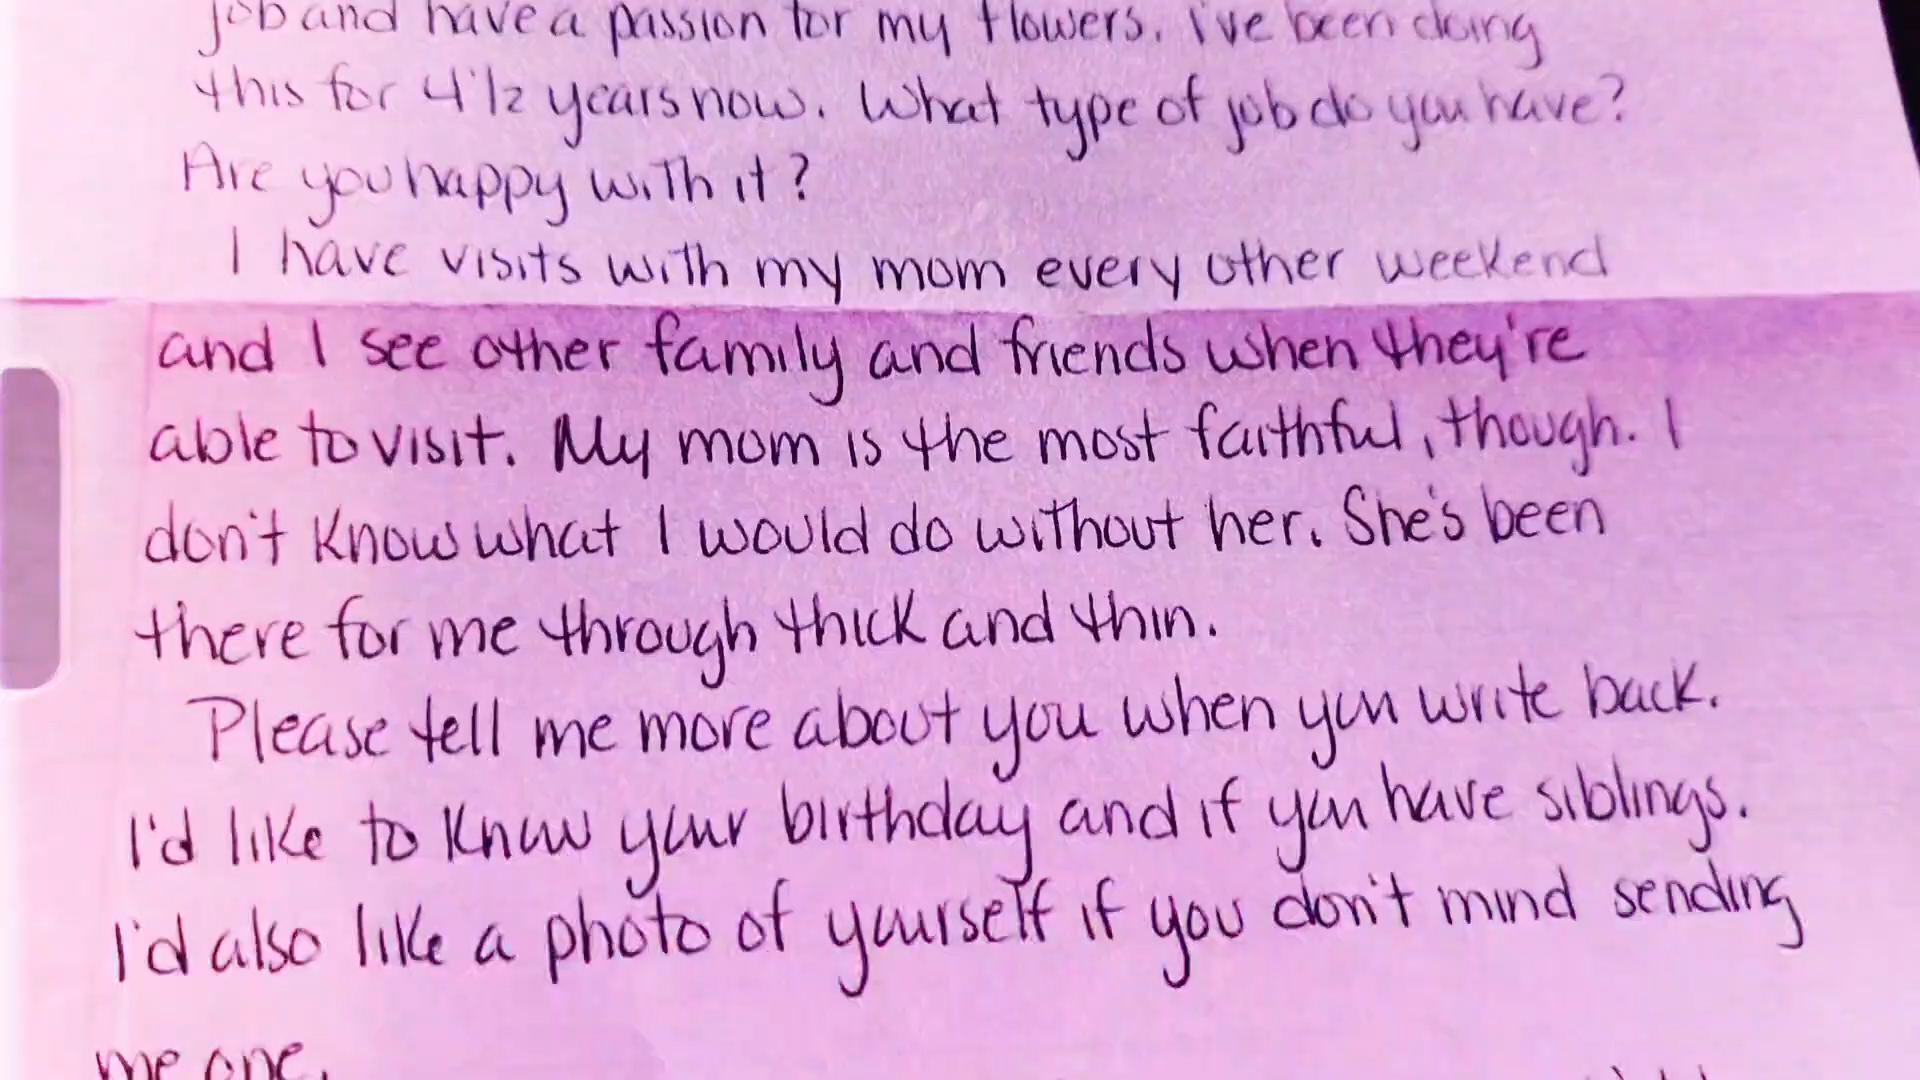 job and have a passion for my flowers. I've been doing
this for 4 1/2 years now. What type of job do you have?
Are you happy with it?
I have visits with my mom every other weekend
and I see other family and friends when they're
able to visit. My mom is the most faithful, though. I
don't know what I would do without her. She's been
there for me through thick and thin.
Please tell me more about you when you write back.
I'd like to know your birthday and if you have siblings.
I'd also like a photo of yourself if you don't mind sending
me one.